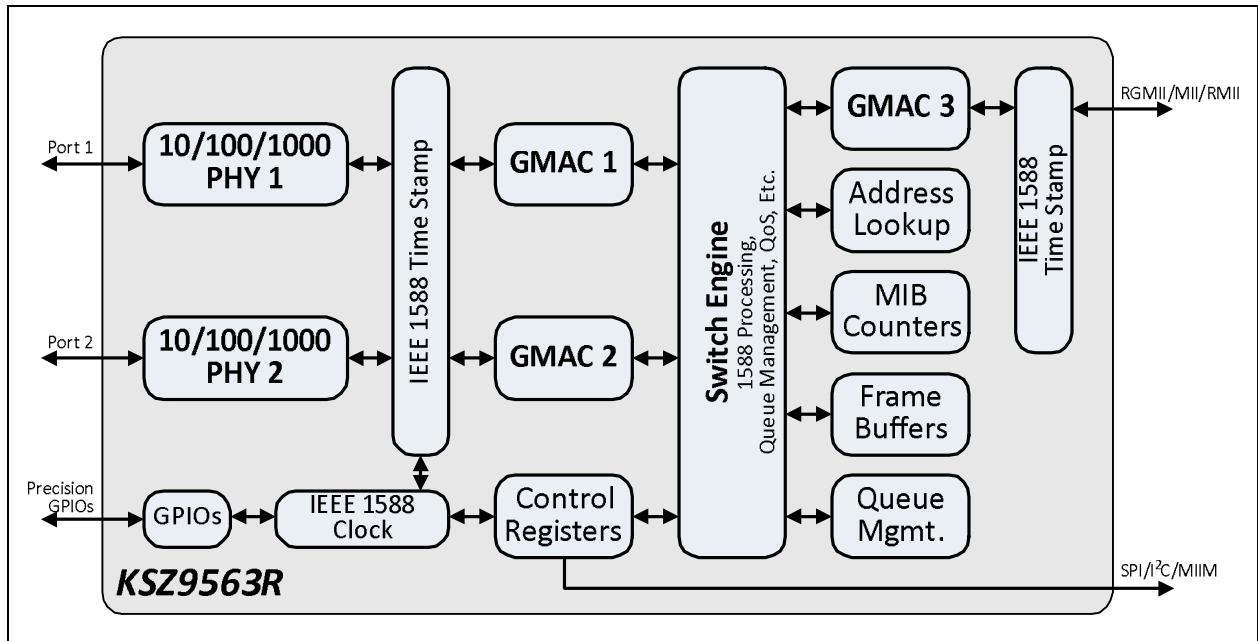 Port 1
10/100/1000
PHY 1
IEEE 1588 Time Stamp
GMAC 1
Switch Engine
1588 Processing,
Queue Management, QoS, Etc.
GMAC 3
IEEE 1588
Time Stamp
RGMII/MII/RMII
Address
Lookup
MIB
Counters
Port 2
10/100/1000
PHY 2
GMAC 2
Frame
Buffers
Precision
GPIOs
GPIOs
IEEE 1588
Clock
Control
Registers
Queue
Mgmt.
KSZ9563R
SPI/I²C/MIIM